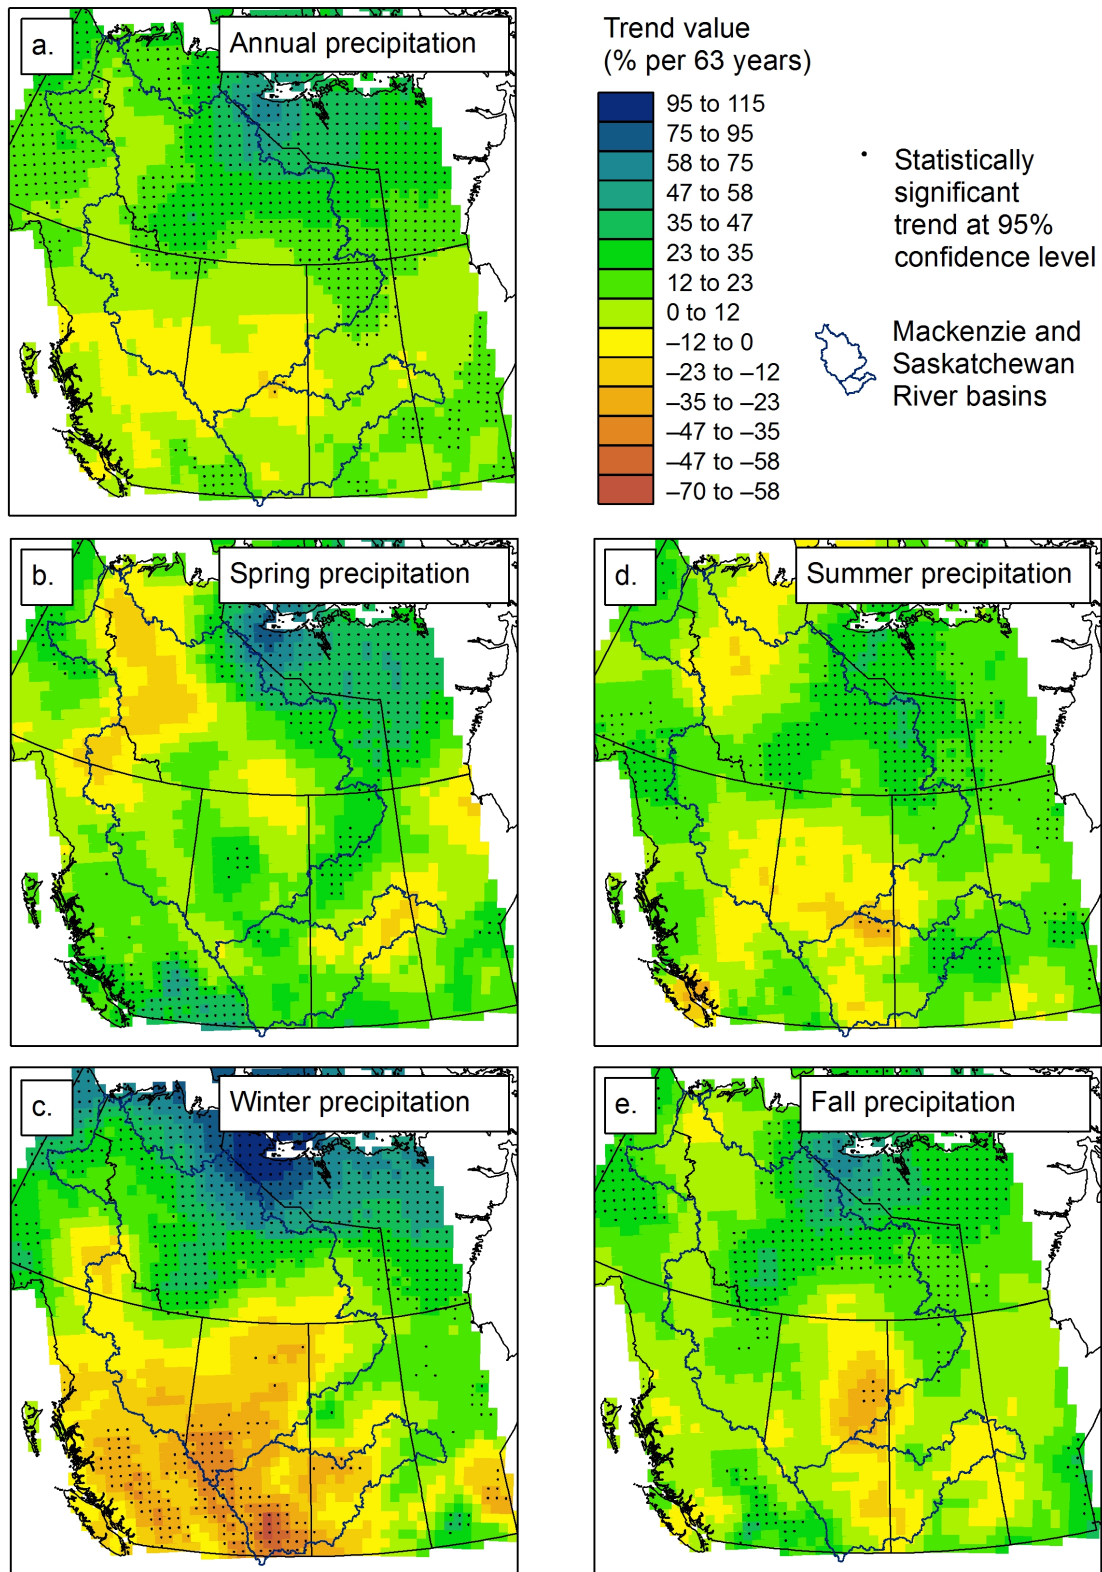 a.
Annual precipitation
Trend value
(% per 63 years)
95 to 115
75 to 95
58 to 75
47 to 58
35 to 47
23 to 35
12 to 23
0 to 12
–12 to 0
–23 to –12
–35 to –23
–47 to –35
–47 to –58
–70 to –58
Statistically
significant
trend at 95%
confidence level
Mackenzie and
Saskatchewan
River basins
b.
Spring precipitation
d.
Summer precipitation
c.
Winter precipitation
e.
Fall precipitation